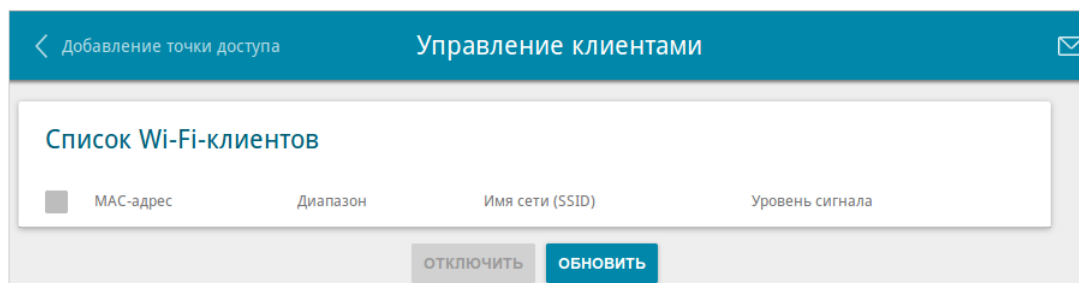 Добавление точки доступа Управление клиентами
Список Wi-Fi-клиентов
MAC-адрес Диапазон Имя сети (SSID) Уровень сигнала
ОТКЛЮЧИТЬ ОБНОВИТЬ